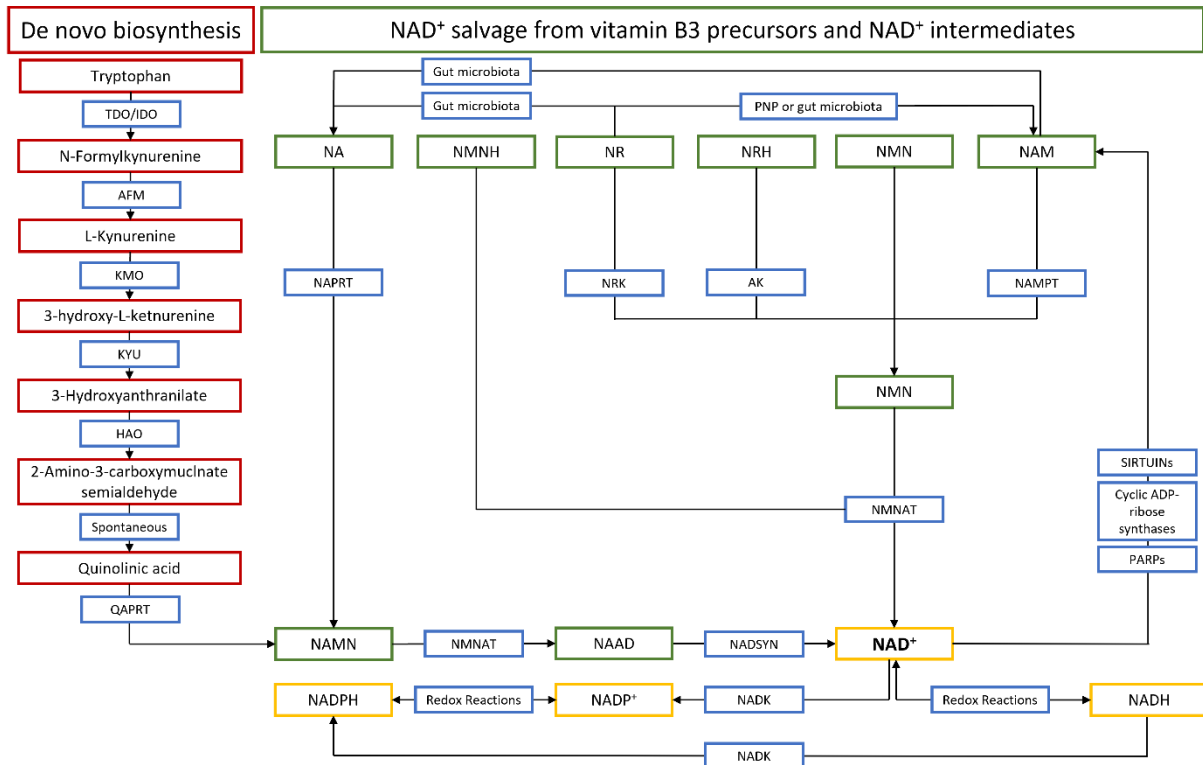 De novo biosynthesis
NAD⁺ salvage from vitamin B3 precursors and NAD⁺ intermediates
Tryptophan
TDO/IDO
N-Formylkynurenine
AFM
L-Kynurenine
KMO
3-hydroxy-L-ketnurenine
KYU
3-Hydroxyanthranilate
HAO
2-Amino-3-carboxymuclnate
semialdehyde
Spontaneous
Quinolinic acid
QAPRT
Gut microbiota
Gut microbiota
PNP or gut microbiota
NA
NMNH
NR
NRH
NMN
NAM
NAPRT
NRK
AK
NAMPT
NMN
NMNAT
SIRTUINs
Cyclic ADP-
ribose
synthases
PARPs
NAMN
NMNAT
NAAD
NADSYN
NAD⁺
NADPH
Redox Reactions
NADP⁺
NADK
Redox Reactions
NADH
NADK